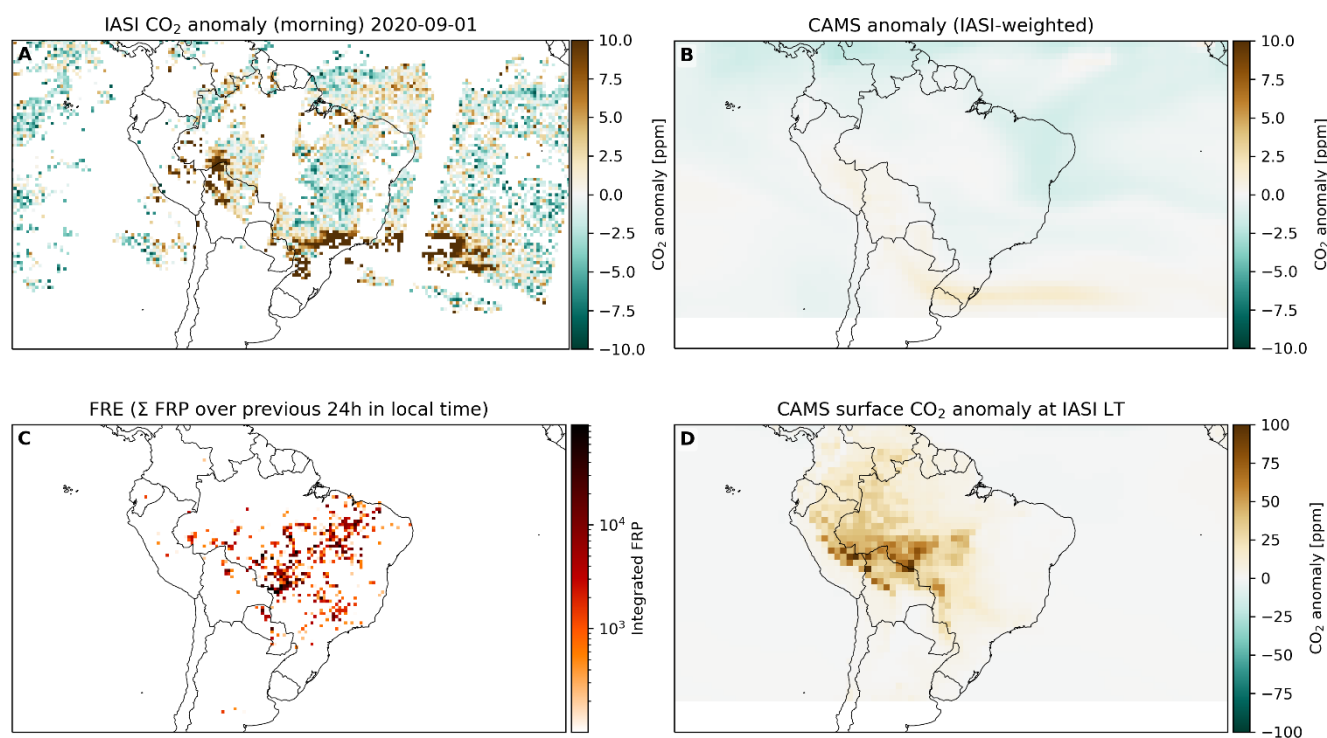 IASI CO₂ anomaly (morning) 2020-09-01
A
10.0
7.5
5.0
2.5
0.0
−2.5
−5.0
−7.5
−10.0
CO₂ anomaly [ppm]
CAMS anomaly (IASI-weighted)
B
10.0
7.5
5.0
2.5
0.0
−2.5
−5.0
−7.5
−10.0
CO₂ anomaly [ppm]
FRE (Σ FRP over previous 24h in local time)
C
10⁴
10³
Integrated FRP
CAMS surface CO₂ anomaly at IASI LT
D
100
75
50
25
0
−25
−50
−75
−100
CO₂ anomaly [ppm]